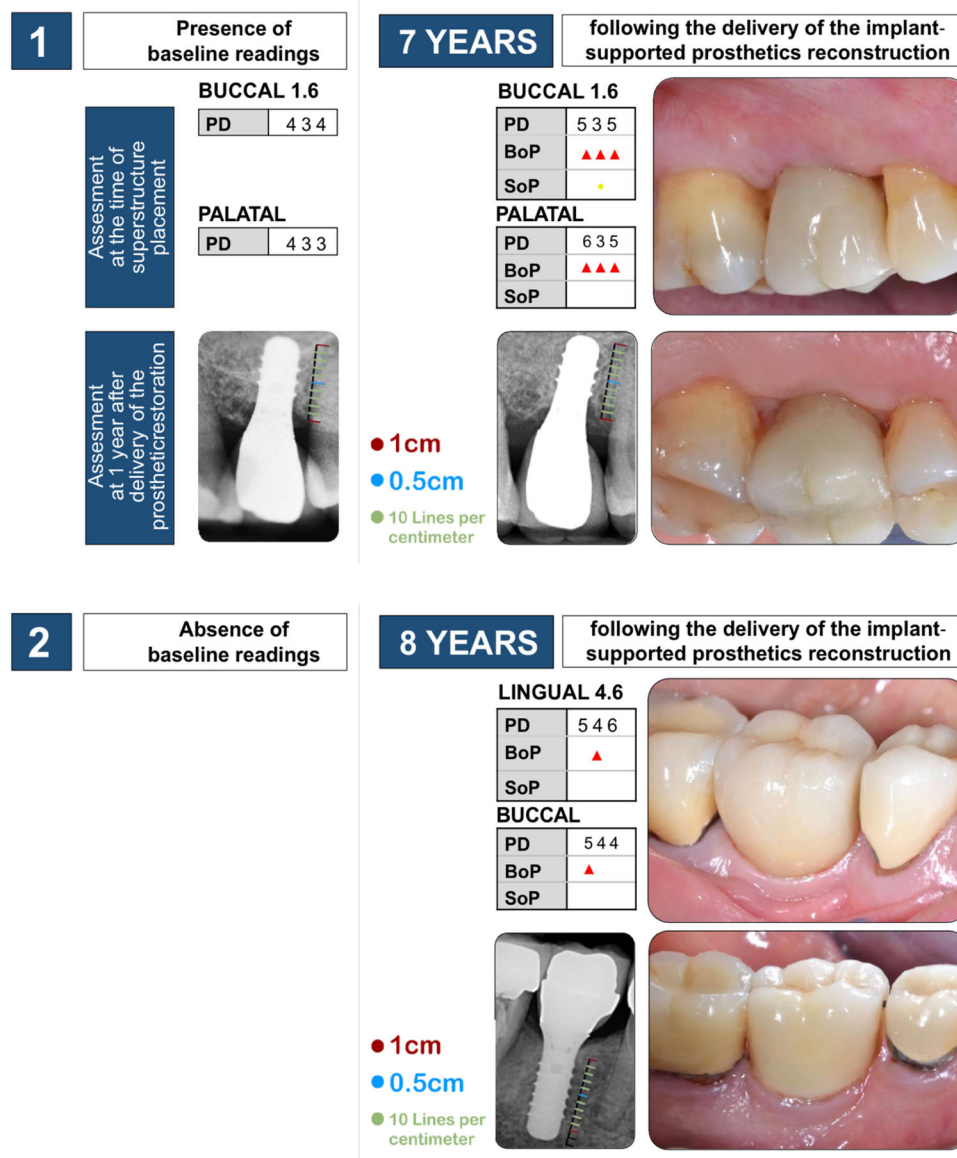 1
Presence of
baseline readings
7 YEARS
following the delivery of the implant-
supported prosthetics reconstruction
Assesment
at the time of
superstructure
placement
BUCCAL 1.6
PD 4 3 4
PALATAL
PD 4 3 3
BUCCAL 1.6
PD 5 3 5
BoP
SoP
PALATAL
PD 6 3 5
BoP
SoP
Assesment
at 1 year after
delivery of the
prostheticrestoration
1cm
0.5cm
10 Lines per
centimeter
2
Absence of
baseline readings
8 YEARS
following the delivery of the implant-
supported prosthetics reconstruction
LINGUAL 4.6
PD 5 4 6
BoP
SoP
BUCCAL
PD 5 4 4
BoP
SoP
1cm
0.5cm
10 Lines per
centimeter